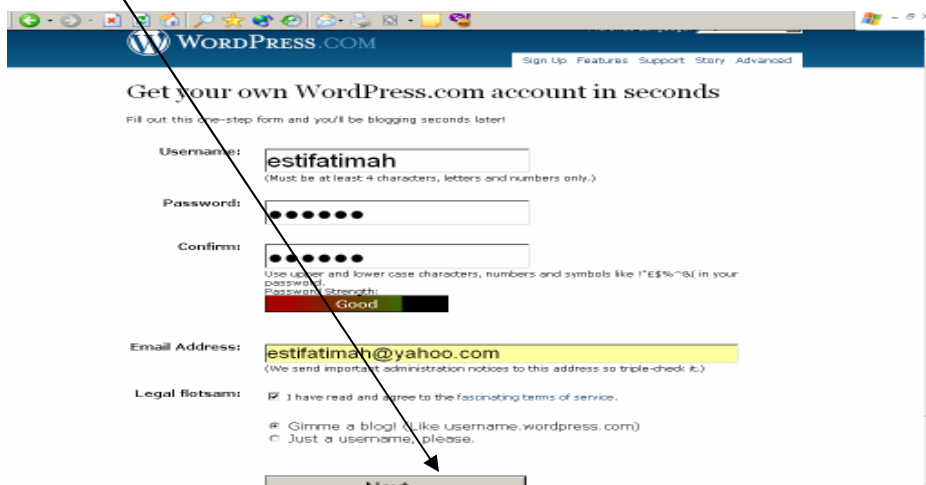 WORDPRESS.COM
Sign Up Features Support Story Advanced
Get your own WordPress.com account in seconds
Fill out this one-step form and you'll be blogging seconds later!
Username:
estifatimah
(Must be at least 4 characters, letters and numbers only.)
Password:
●●●●●●
Confirm:
●●●●●●
Use upper and lower case characters, numbers and symbols like !"£$%^&( in your
password.
Password Strength:
Good
Email Address:
estifatimah@yahoo.com
(We send important administration notices to this address so triple-check it.)
Legal flotsam:
I have read and agree to the fascinating terms of service.
Gimme a blog! (Like username.wordpress.com)
Just a username, please.
Next